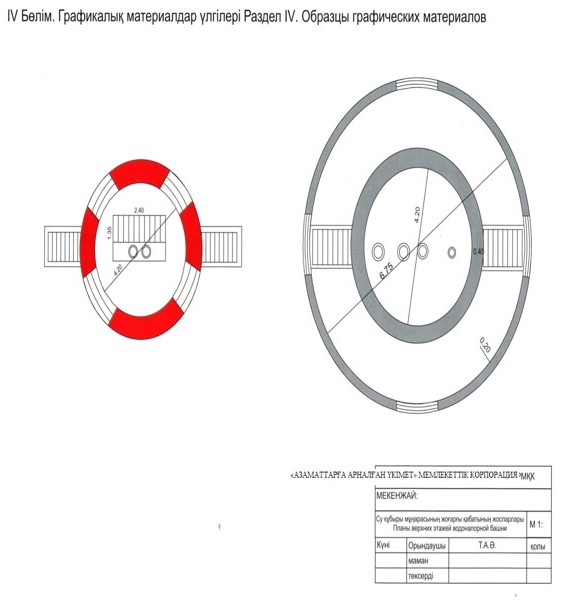 IV Бөлім. Графикалық материалдар үлгілері Раздел IV. Образцы графических материалов
2.40
1.35
4.20
4.20
6.75
0.45
0.20
«АЗАМАТТАРҒА АРНАЛҒАН ҮКІМЕТ» МЕМЛЕКЕТТІК КОРПОРАЦИЯ РМҚК
МЕКЕНЖАЙ:
Су құбыры мұнарасының жоғарғы қабатының жоспарлары
Планы верхних этажей водонапорной башни
М 1:
Күні Орындаушы Т.А.Ә. қолы
маман
тексерді